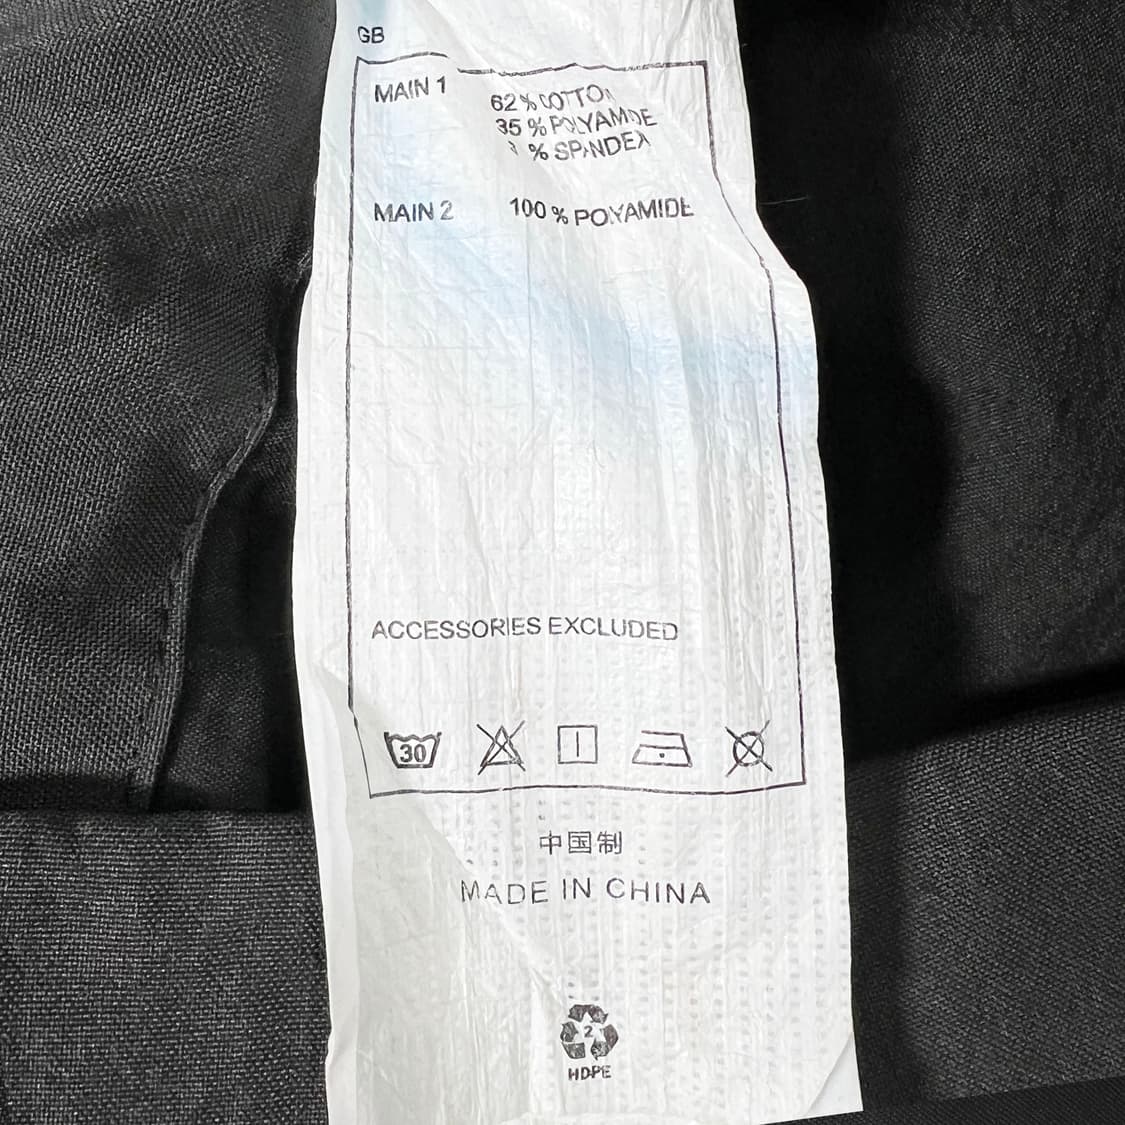 GB
MAIN 1
62 % COTTON
35 % POLYAMIDE
% SPANDEX
MAIN 2 100 % POLYAMIDE
ACCESSORIES EXCLUDED
30
中国制
MADE IN CHINA
2
HDPE